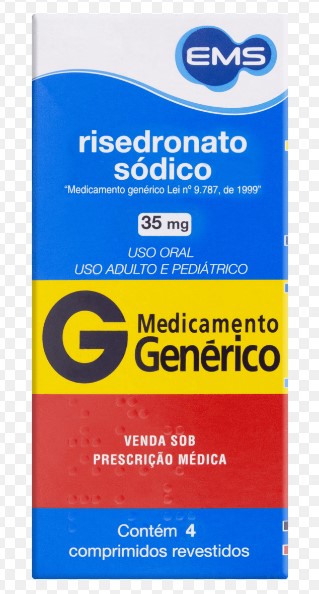 EMS
risedronato
sódico
"Medicamento genérico Lei nº 9.787, de 1999"
35 mg
USO ORAL
USO ADULTO E PEDIÁTRICO
G Medicamento
Genérico
VENDA SOB
PRESCRIÇÃO MÉDICA
Contém 4
comprimidos revestidos